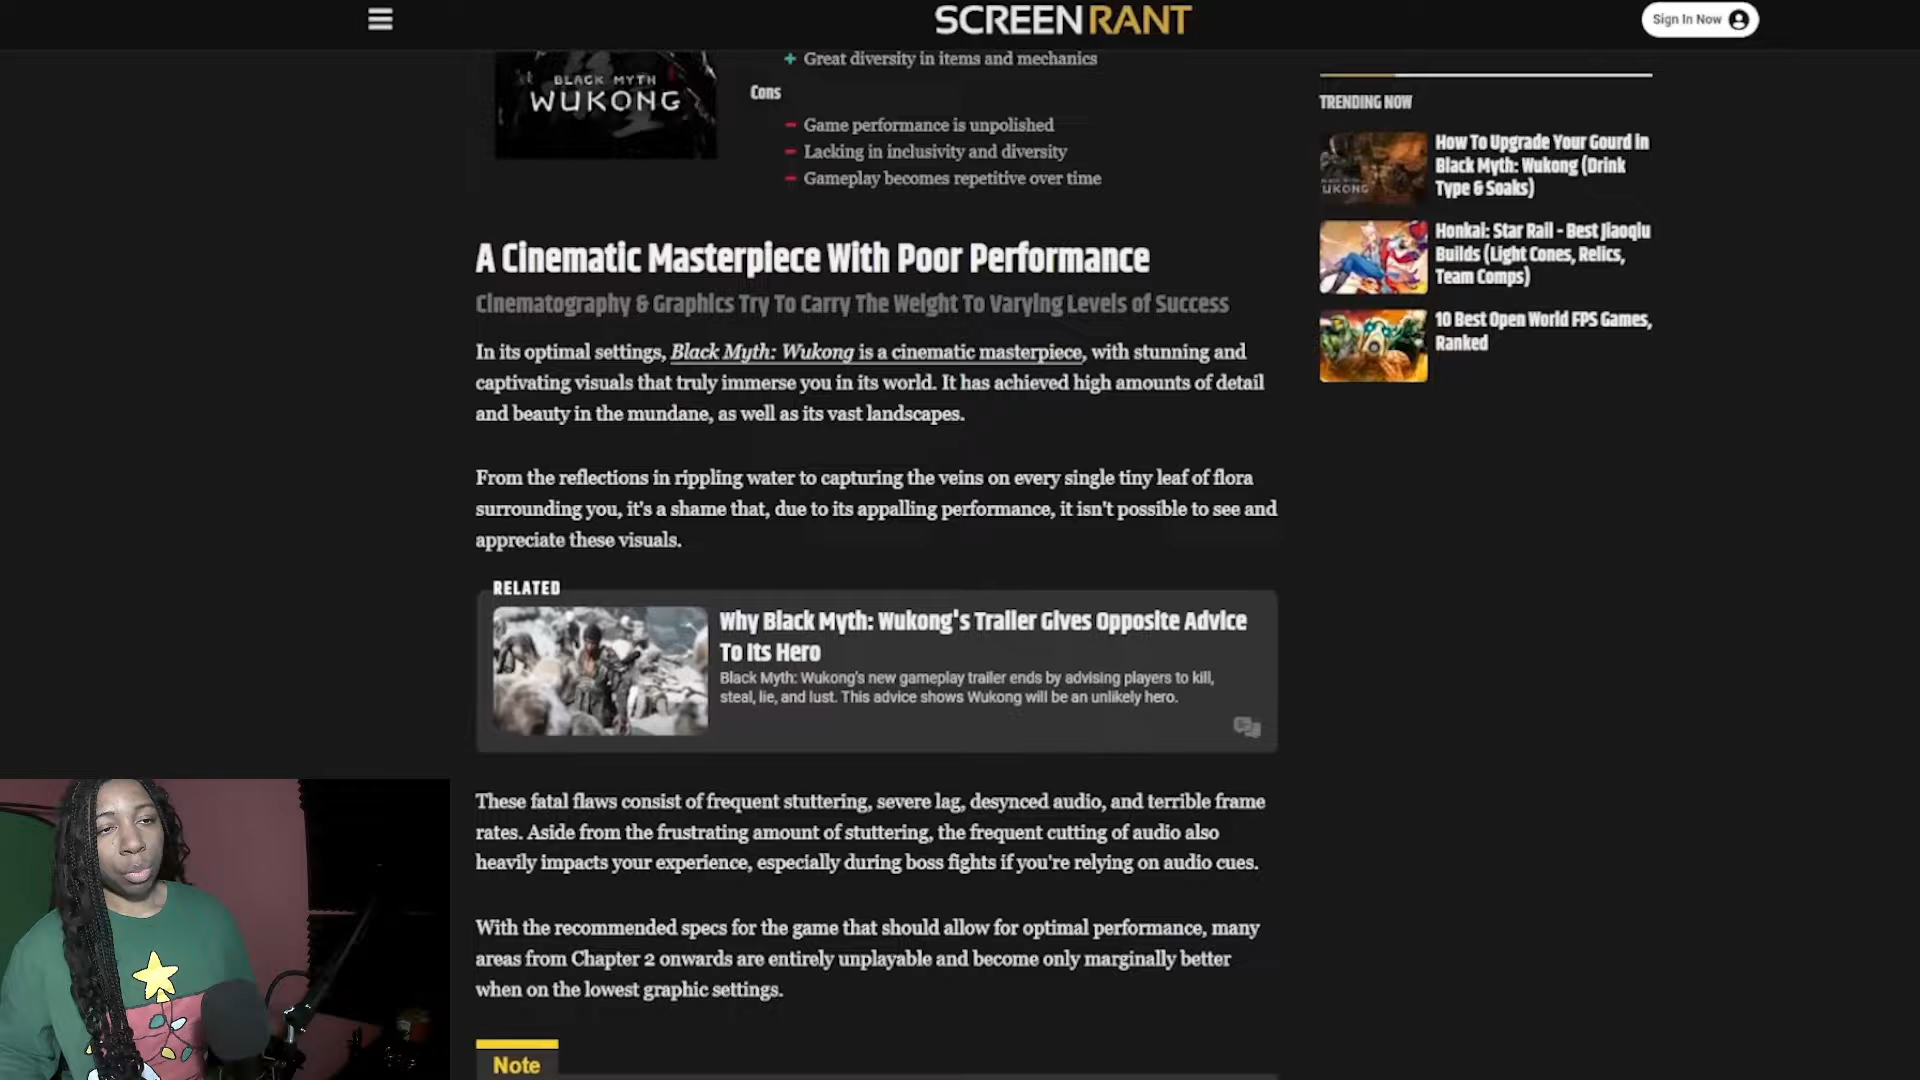 SCREENRANT
Sign In Now
BLACK MYTH
WUKONG
+ Great diversity in items and mechanics
Cons
– Game performance is unpolished
– Lacking in inclusivity and diversity
– Gameplay becomes repetitive over time
A Cinematic Masterpiece With Poor Performance
Cinematography & Graphics Try To Carry The Weight To Varying Levels of Success
In its optimal settings, Black Myth: Wukong is a cinematic masterpiece, with stunning and
captivating visuals that truly immerse you in its world. It has achieved high amounts of detail
and beauty in the mundane, as well as its vast landscapes.
From the reflections in rippling water to capturing the veins on every single tiny leaf of flora
surrounding you, it's a shame that, due to its appalling performance, it isn't possible to see and
appreciate these visuals.
RELATED
Why Black Myth: Wukong's Trailer Gives Opposite Advice
To Its Hero
Black Myth: Wukong's new gameplay trailer ends by advising players to kill,
steal, lie, and lust. This advice shows Wukong will be an unlikely hero.
These fatal flaws consist of frequent stuttering, severe lag, desynced audio, and terrible frame
rates. Aside from the frustrating amount of stuttering, the frequent cutting of audio also
heavily impacts your experience, especially during boss fights if you're relying on audio cues.
With the recommended specs for the game that should allow for optimal performance, many
areas from Chapter 2 onwards are entirely unplayable and become only marginally better
when on the lowest graphic settings.
Note
TRENDING NOW
UKONG
How To Upgrade Your Gourd in
Black Myth: Wukong (Drink
Type & Soaks)
Honkai: Star Rail - Best Jiaoqiu
Builds (Light Cones, Relics,
Team Comps)
10 Best Open World FPS Games,
Ranked